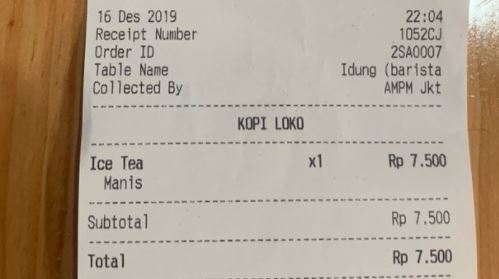 16 Des 2019 22:04
Receipt Number 1052CJ
Order ID 2SA0007
Table Name Idung (barista
Collected By AMPM Jkt
KOPI LOKO
Ice Tea x1 Rp 7.500
Manis
Subtotal Rp 7.500
Total Rp 7.500